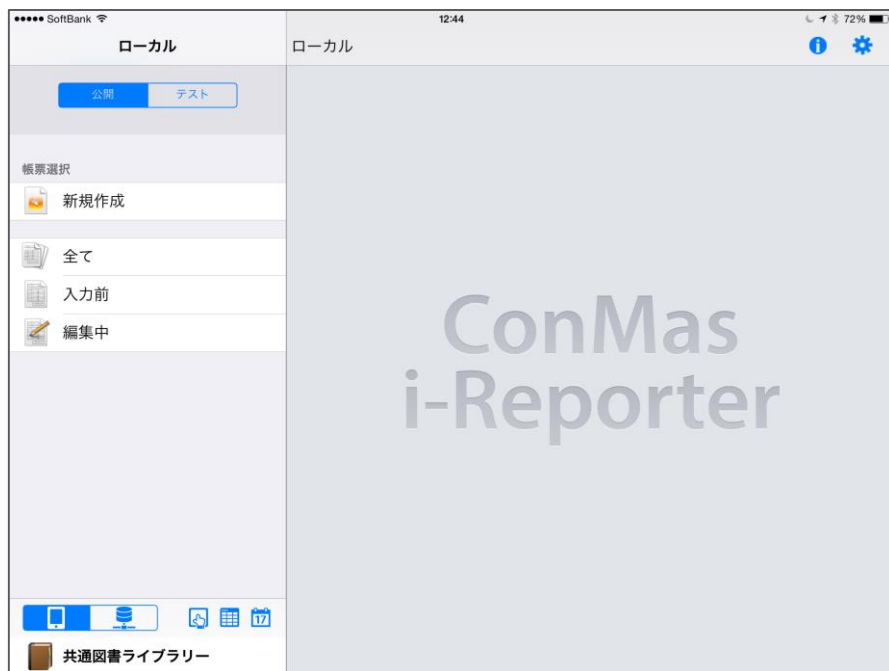 SoftBank 12:44 72%
ローカル ローカル
公開 テスト
帳票選択
新規作成
全て
入力前
編集中
ConMas
i-Reporter
17
共通図書ライブラリー